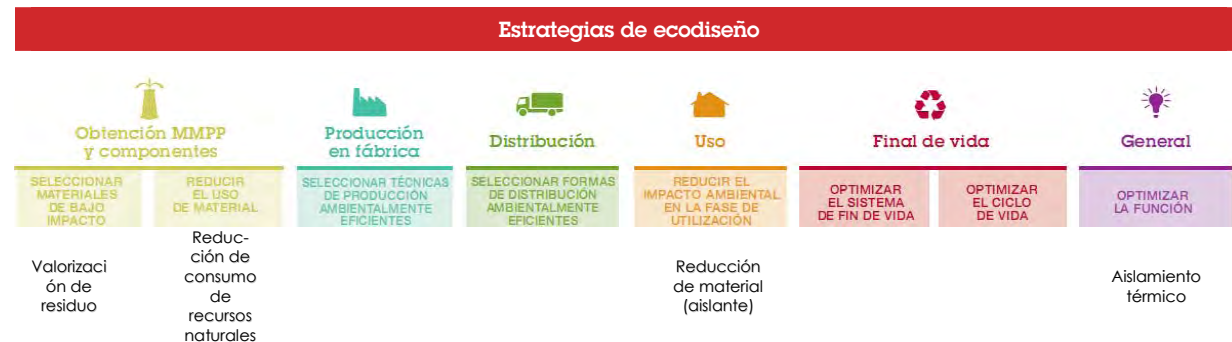 Estrategias de ecodiseño
Obtención MMPP
y componentes
Producción
en fábrica
Distribución
Uso
Final de vida
General
SELECCIONAR
MATERIALES
DE BAJO
IMPACTO
REDUCIR
EL USO
DE MATERIAL
SELECCIONAR TÉCNICAS
DE PRODUCCIÓN
AMBIENTALMENTE
EFICIENTES
SELECCIONAR FORMAS
DE DISTRIBUCIÓN
AMBIENTALMENTE
EFICIENTES
REDUCIR EL
IMPACTO AMBIENTAL
EN LA FASE DE
UTILIZACIÓN
OPTIMIZAR
EL SISTEMA
DE FIN DE VIDA
OPTIMIZAR
EL CICLO
DE VIDA
OPTIMIZAR
LA FUNCIÓN
Valorizaci
ón de
residuo
Reduc-
ción de
consumo
de
recursos
naturales
Reducción
de material
(aislante)
Aislamiento
térmico